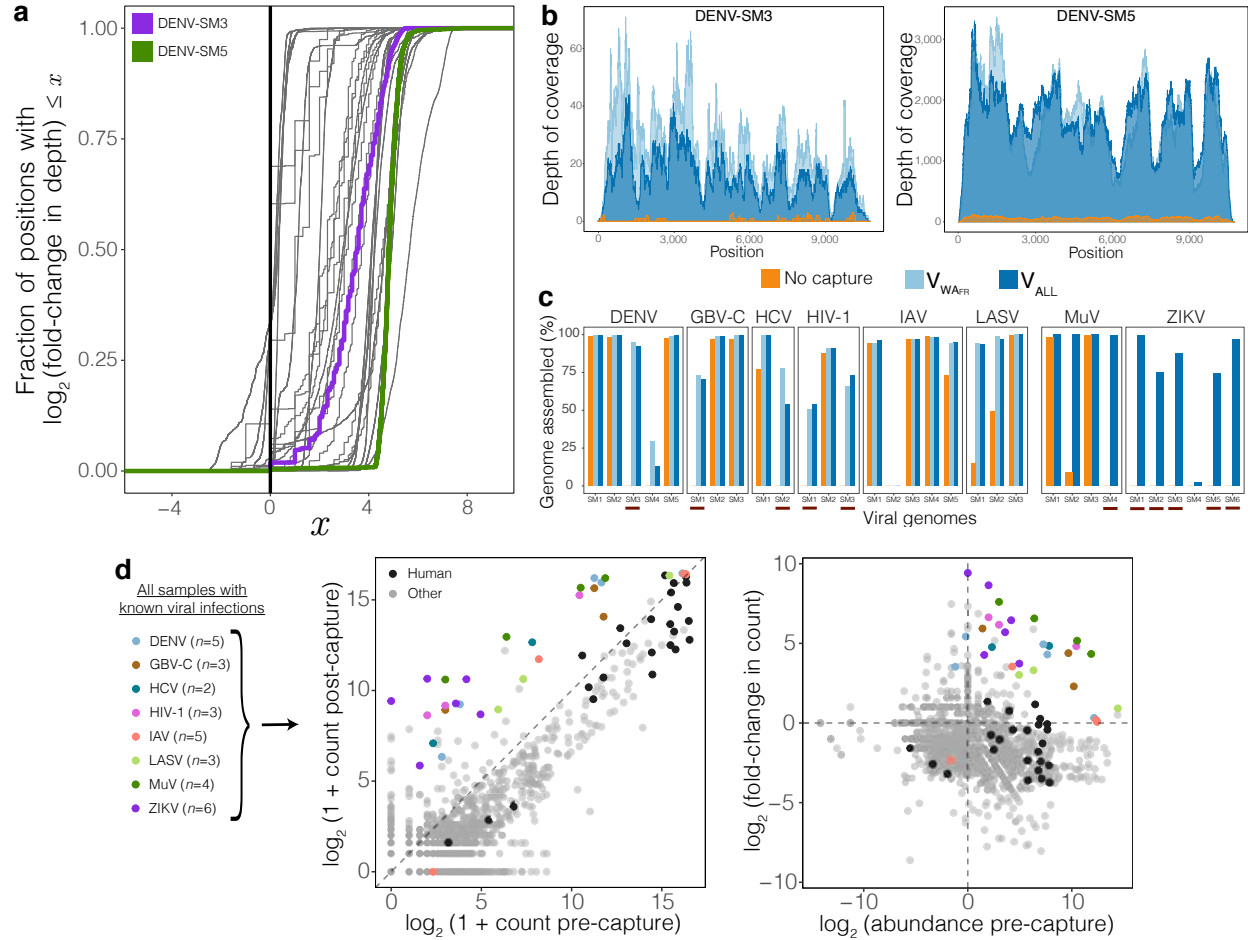 a
DENV-SM3
DENV-SM5
Fraction of positions with
log2(fold-change in depth) ≤ x
1.00
0.75
0.50
0.25
0.00
−4
0
4
8
x
b
DENV-SM3
Depth of coverage
60
40
20
0
0
3,000
6,000
9,000
Position
DENV-SM5
Depth of coverage
3,000
2,000
1,000
0
0
3,000
6,000
9,000
Position
No capture
VWAFR
VALL
c
DENV
GBV-C
HCV
HIV-1
IAV
LASV
MuV
ZIKV
Genome assembled (%)
100
75
50
25
0
SM1 SM2 SM3 SM4 SM5
SM1 SM2 SM3
SM1 SM2
SM1 SM2 SM3
SM1 SM2 SM3 SM4 SM5
SM1 SM2 SM3
SM1 SM2 SM3 SM4
SM1 SM2 SM3 SM4 SM5 SM6
Viral genomes
d
All samples with
known viral infections
DENV (n=5)
GBV-C (n=3)
HCV (n=2)
HIV-1 (n=3)
IAV (n=5)
LASV (n=3)
MuV (n=4)
ZIKV (n=6)
Human
Other
log2 (1 + count post-capture)
15
10
5
0
0
5
10
15
log2 (1 + count pre-capture)
log2 (fold-change in count)
10
5
0
−5
−10
−10
0
10
log2 (abundance pre-capture)